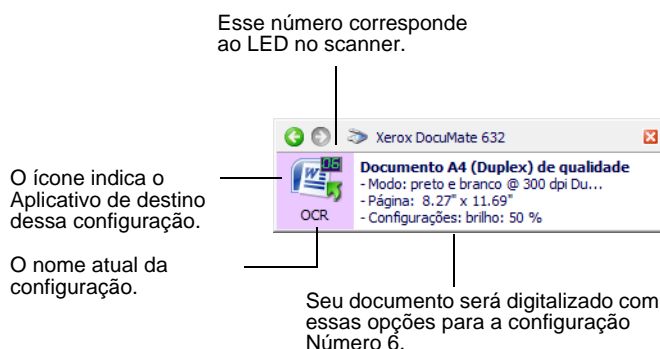 Esse número corresponde
ao LED no scanner.
Xerox DocuMate 632
06
OCR
Documento A4 (Duplex) de qualidade
- Modo: preto e branco @ 300 dpi Du...
- Página: 8.27" x 11.69"
- Configurações: brilho: 50 %
O ícone indica o
Aplicativo de destino
dessa configuração.
O nome atual da
configuração.
Seu documento será digitalizado com
essas opções para a configuração
Número 6.